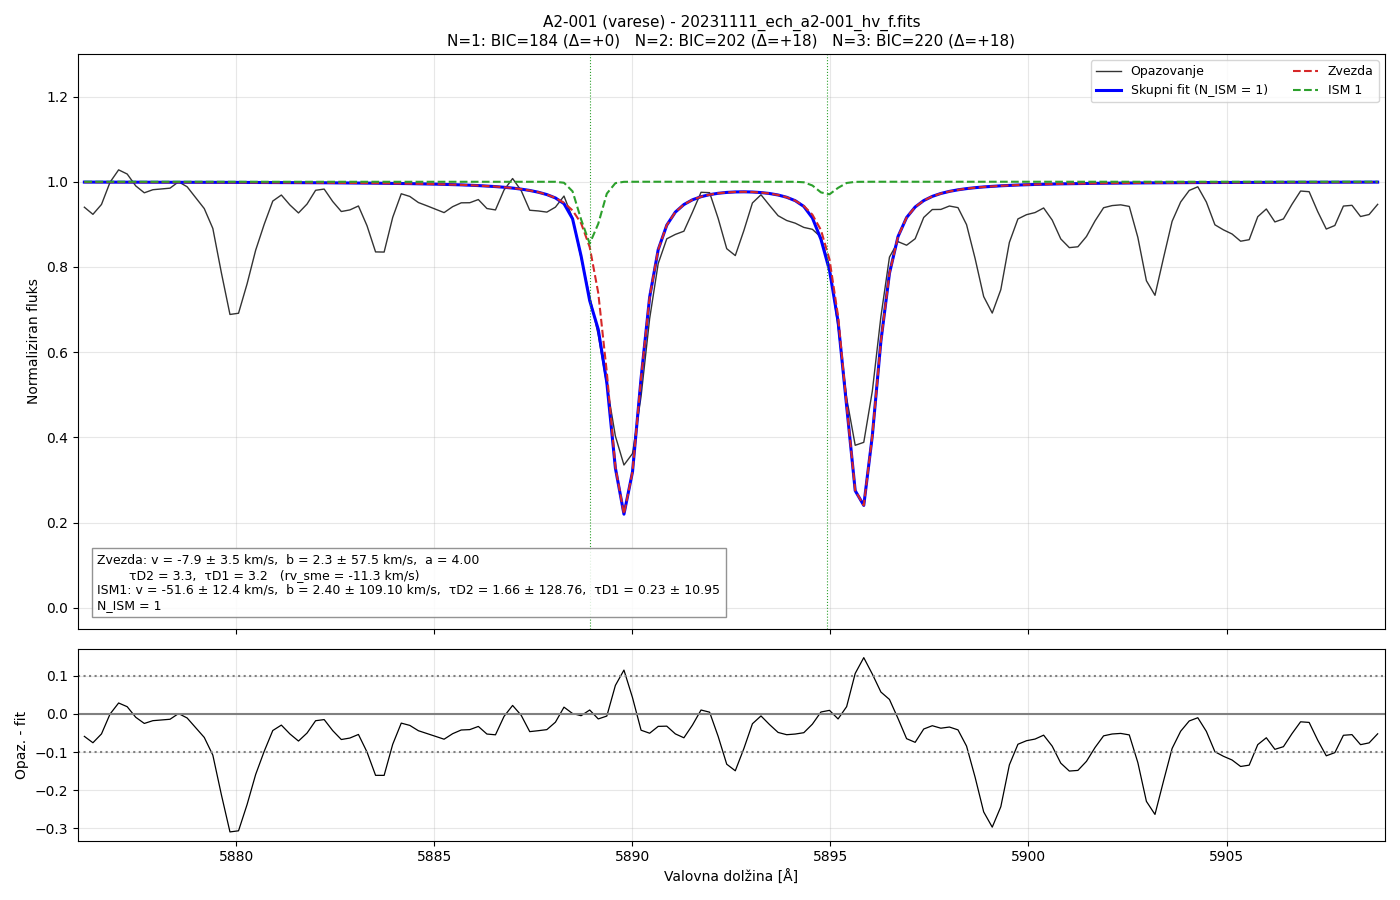 A2-001 (varese) - 20231111_ech_a2-001_hv_f.fits
N=1: BIC=184 (Δ=+0)   N=2: BIC=202 (Δ=+18)   N=3: BIC=220 (Δ=+18)
Opazovanje
Skupni fit (N_ISM = 1)
Zvezda
ISM 1
Normaliziran fluks
1.2
1.0
0.8
0.6
0.4
0.2
0.0
Zvezda: v = -7.9 ± 3.5 km/s,  b = 2.3 ± 57.5 km/s,  a = 4.00
τD2 = 3.3,  τD1 = 3.2   (rv_sme = -11.3 km/s)
ISM1: v = -51.6 ± 12.4 km/s,  b = 2.40 ± 109.10 km/s,  τD2 = 1.66 ± 128.76,  τD1 = 0.23 ± 10.95
N_ISM = 1
Opaz. - fit
0.1
0.0
−0.1
−0.2
−0.3
5880
5885
5890
5895
5900
5905
Valovna dolžina [Å]